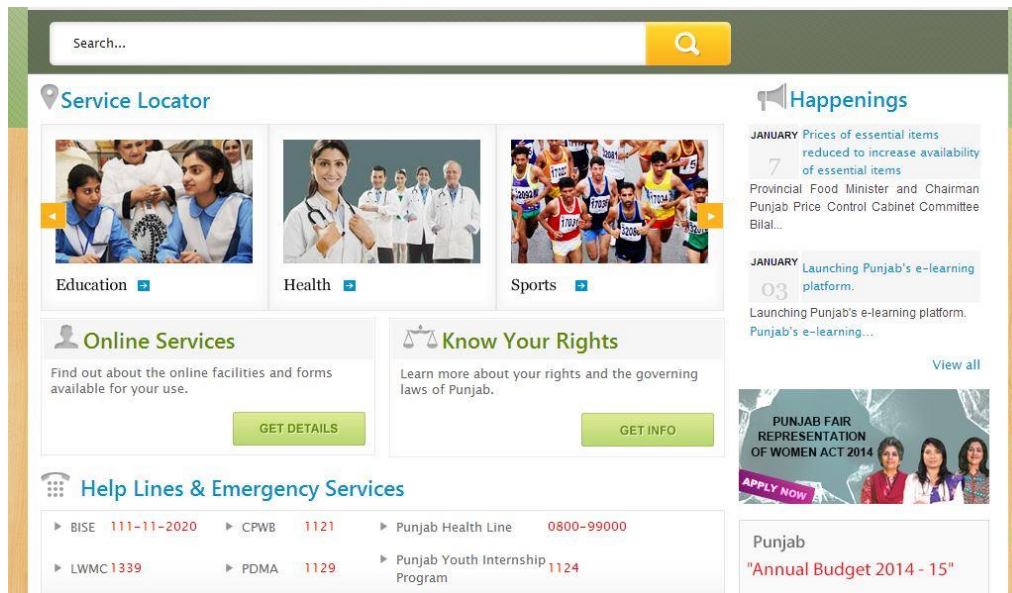 Search...
Service Locator
Education
Health
Sports
Online Services
Find out about the online facilities and forms
available for your use.
GET DETAILS
Know Your Rights
Learn more about your rights and the governing
laws of Punjab.
GET INFO
Help Lines & Emergency Services
BISE 111-11-2020 CPWB 1121 Punjab Health Line 0800-99000
LWMC 1339 PDMA 1129 Punjab Youth Internship
Program 1124
Happenings
JANUARY
7
Prices of essential items
reduced to increase availability
of essential items
Provincial Food Minister and Chairman
Punjab Price Control Cabinet Committee
Bilal...
JANUARY
03
Launching Punjab's e-learning
platform.
Launching Punjab's e-learning platform.
Punjab's e-learning...
View all
PUNJAB FAIR
REPRESENTATION
OF WOMEN ACT 2014
APPLY NOW
Punjab
"Annual Budget 2014 - 15"